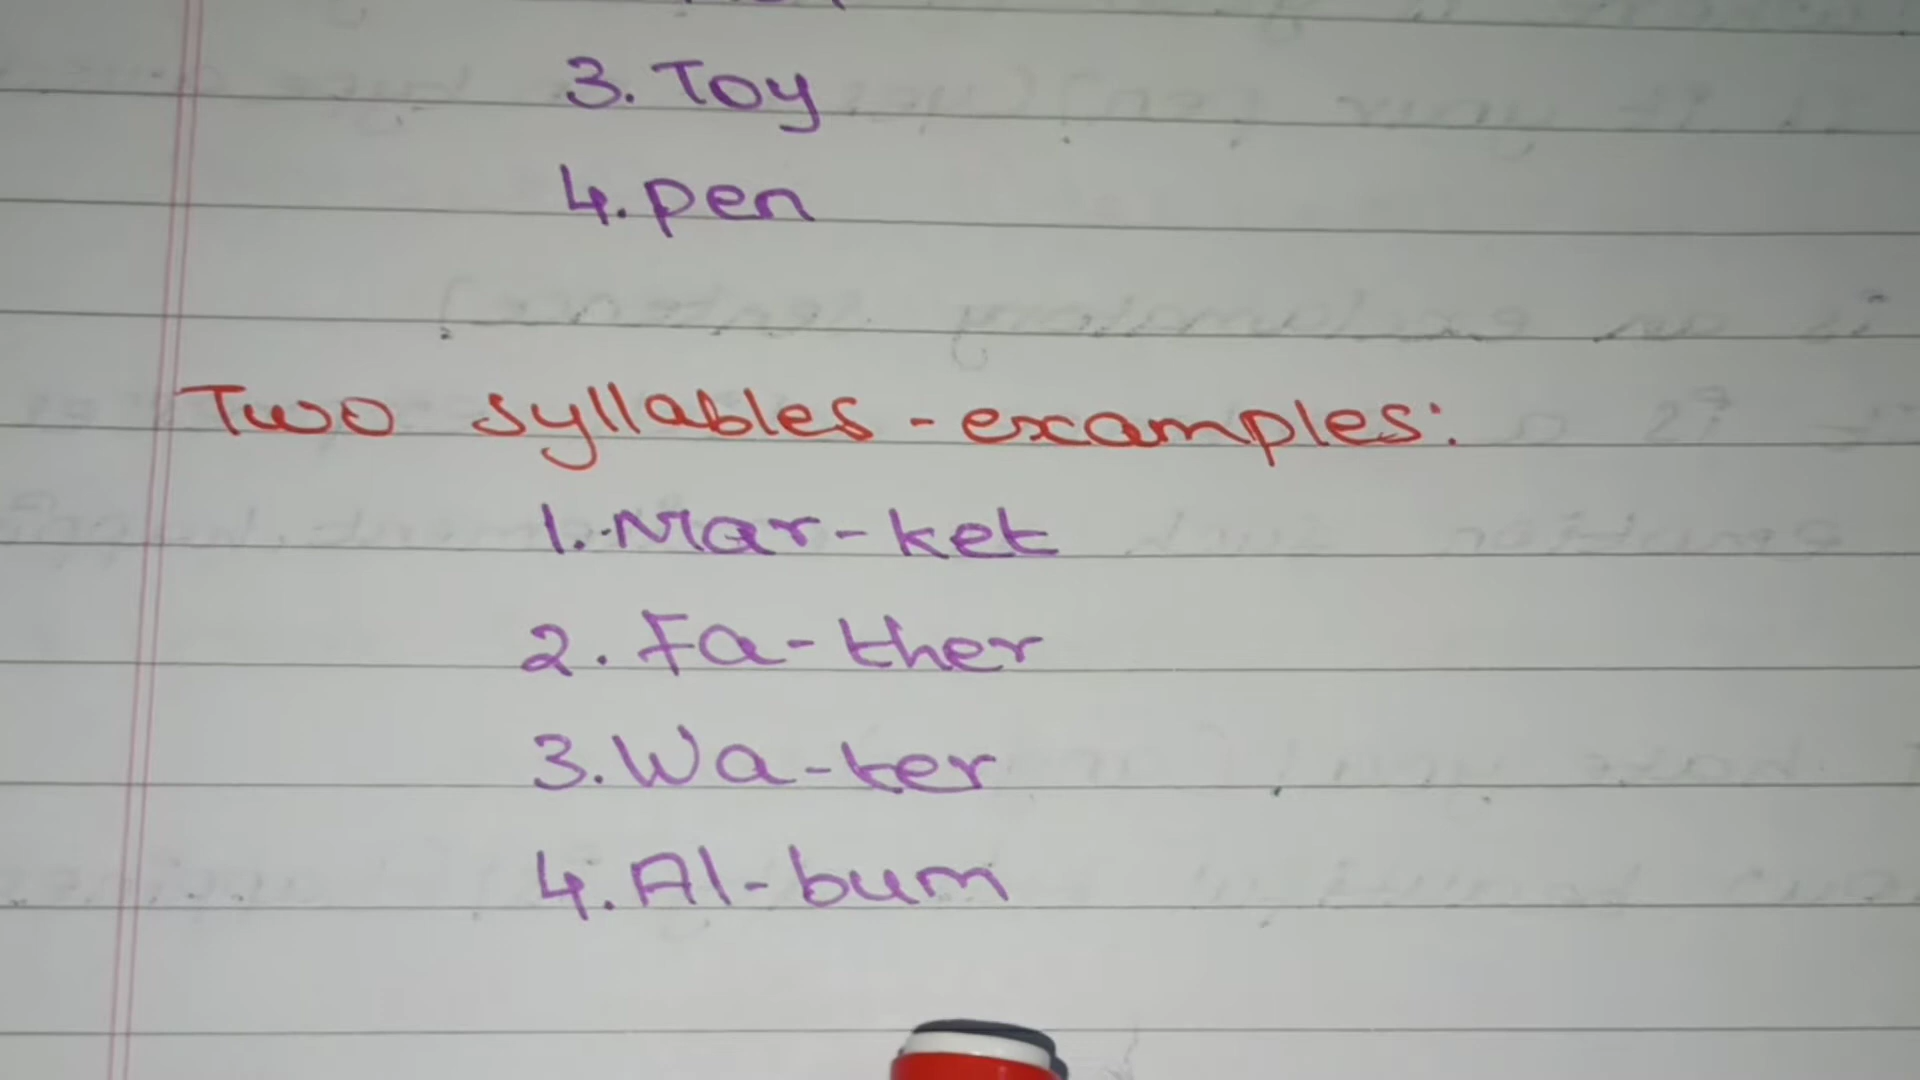 3. Toy
4. pen
Two syllables - examples:
1. Mar - ket
2. Fa - ther
3. Wa - ter
4. Al - bum